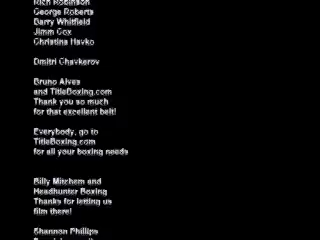 Rich Robinson
George Roberts
Barry Whitfield
Jimm Cox
Christina Havko
Dmitri Chavkerov
Bruno Alves
and TitleBoxing.com
Thank you so much
for that excellent belt!
Everybody, go to
TitleBoxing.com
for all your boxing needs
Billy Mitchem and
Headhunter Boxing
Thanks for letting us
film there!
Shannon Phillips